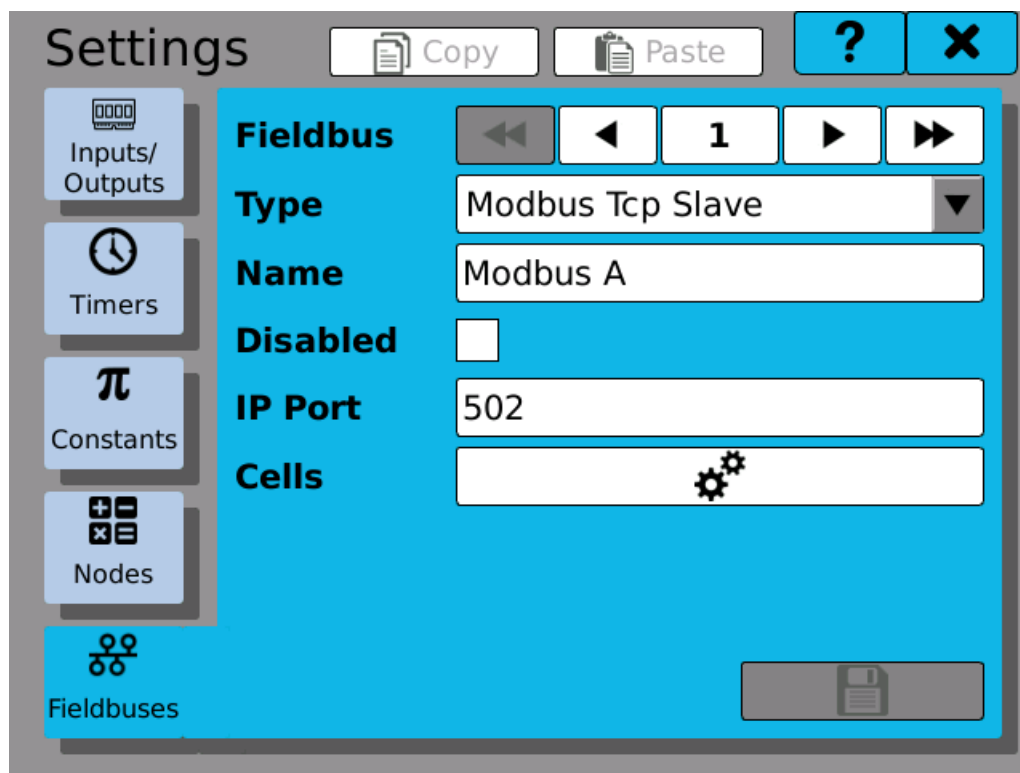 Settings
Copy
Paste
?
Inputs/
Outputs
Timers
π
Constants
Nodes
Fieldbuses
Fieldbus
1
Type
Modbus Tcp Slave
Name
Modbus A
Disabled
IP Port
502
Cells